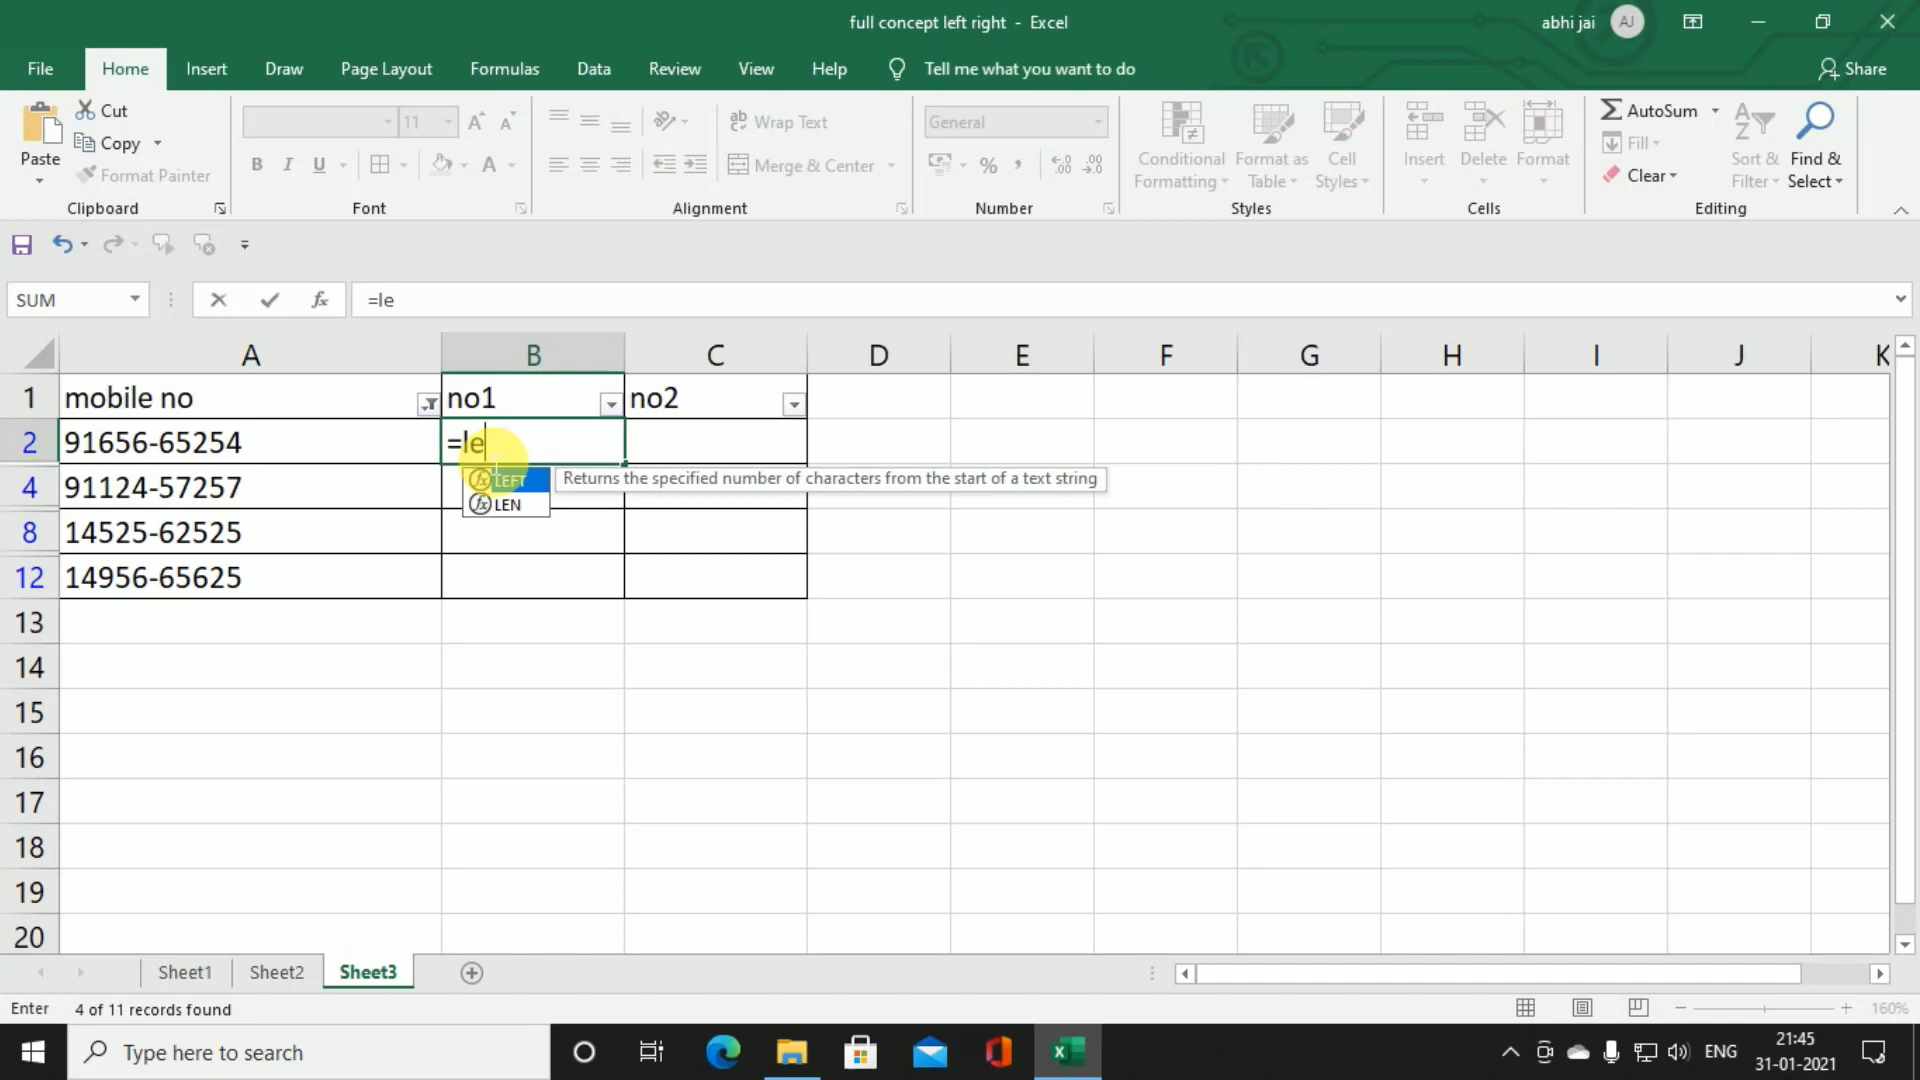 full concept left right - Excel
abhi jai AJ
File Home Insert Draw Page Layout Formulas Data Review View Help Tell me what you want to do Share
Paste Cut Copy Format Painter
11
Wrap Text Merge & Center
General
Conditional Formatting Format as Table Cell Styles
Insert Delete Format
AutoSum Fill Clear Sort & Filter Find & Select
Clipboard Font Alignment Number Styles Cells Editing
SUM =le
A B C D E F G H I J K
1 mobile no no1 no2
2 91656-65254 =le
LEFT Returns the specified number of characters from the start of a text string
4 91124-57257
LEN
8 14525-62525
12 14956-65625
13
14
15
16
17
18
19
20
Sheet1 Sheet2 Sheet3
Enter 4 of 11 records found 160%
Type here to search ENG 21:45
31-01-2021